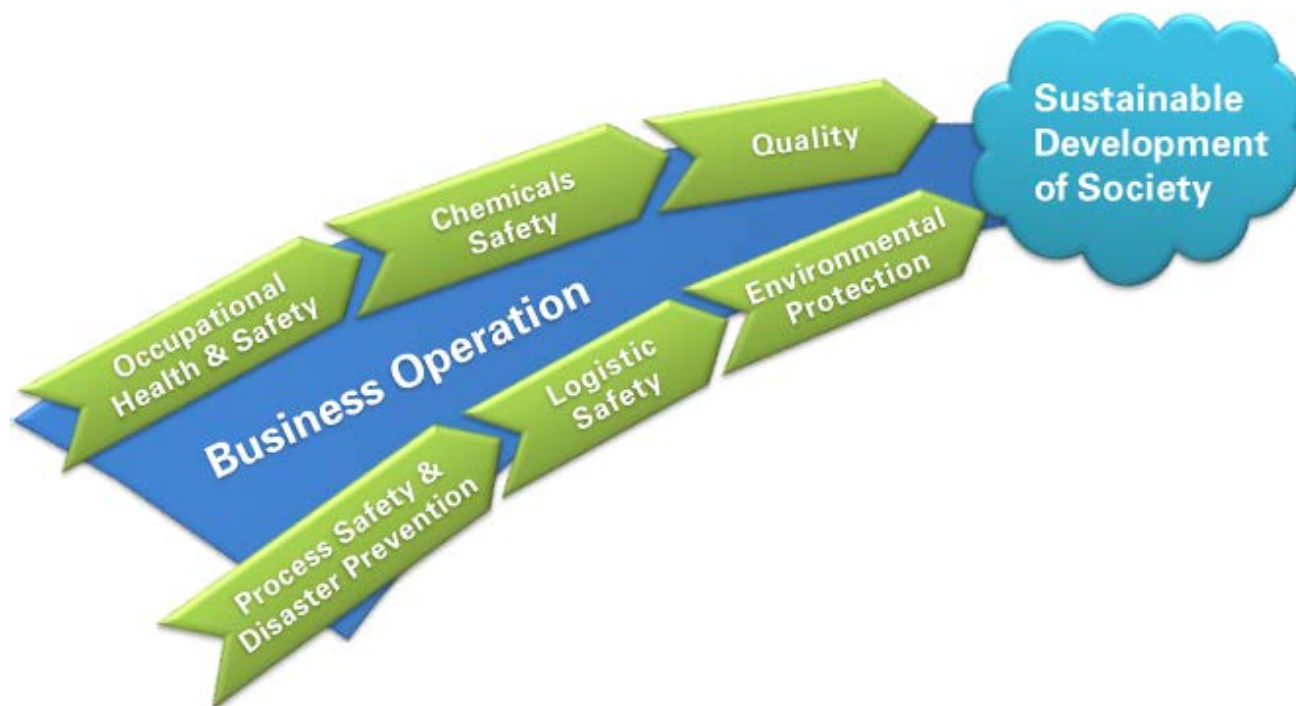 Sustainable
Development
of Society
Quality
Chemicals
Safety
Occupational
Health & Safety
Business Operation
Environmental
Protection
Logistic
Safety
Process Safety &
Disaster Prevention